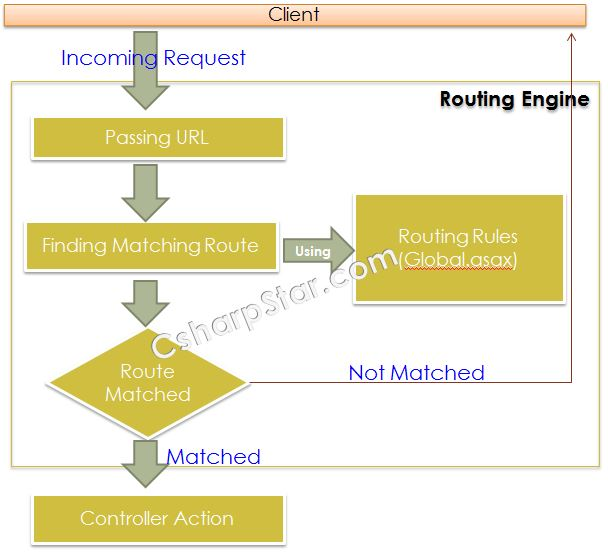 Client
Incoming Request
Routing Engine
Passing URL
Finding Matching Route
Using
Routing Rules
(Global.asax)
CsharpStar.com
Route
Matched
Not Matched
Matched
Controller Action